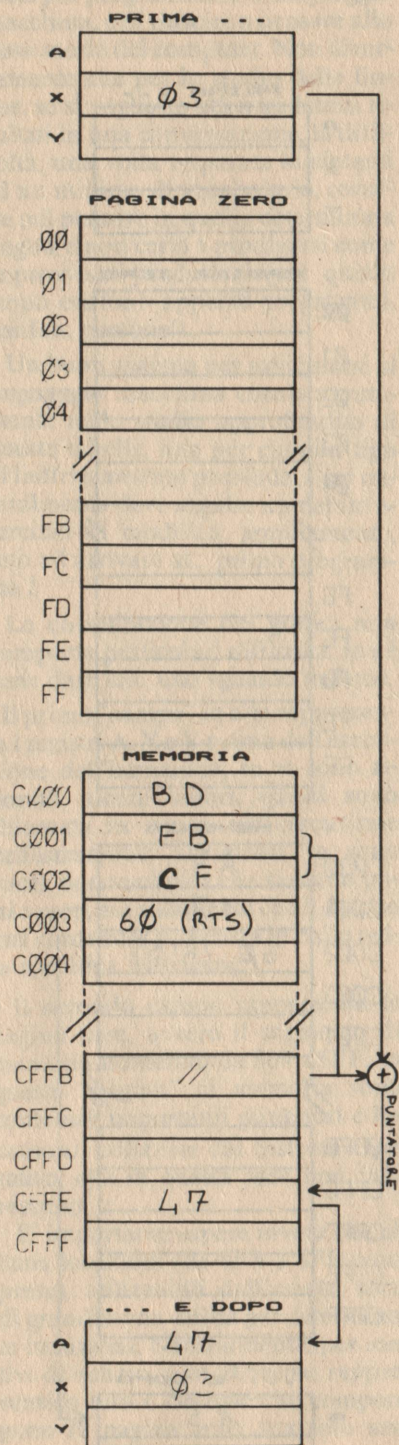 PRIMA ---
A
X Ø3
Y
PAGINA ZERO
ØØ
Ø1
Ø2
Ø3
Ø4
FB
FC
FD
FE
FF
MEMORIA
CØØØ BD
CØØ1 FB
CØØ2 CF
CØØ3 6Ø (RTS)
CØØ4
CFFB //
+
PUNTATORE
CFFC
CFFD
CFFE 47
CFFF
--- E DOPO
A 47
X Ø3
Y